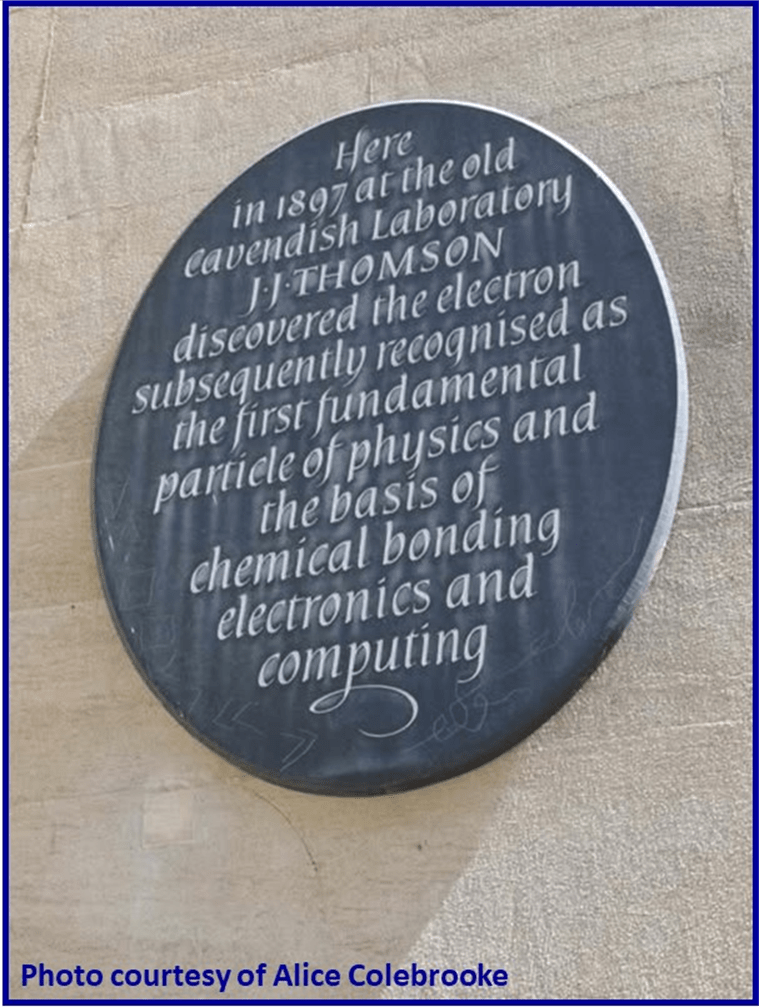 Here
in 1897 at the old
Cavendish Laboratory
J·J·THOMSON
discovered the electron
subsequently recognised as
the first fundamental
particle of physics and
the basis of
chemical bonding
electronics and
computing
Photo courtesy of Alice Colebrooke